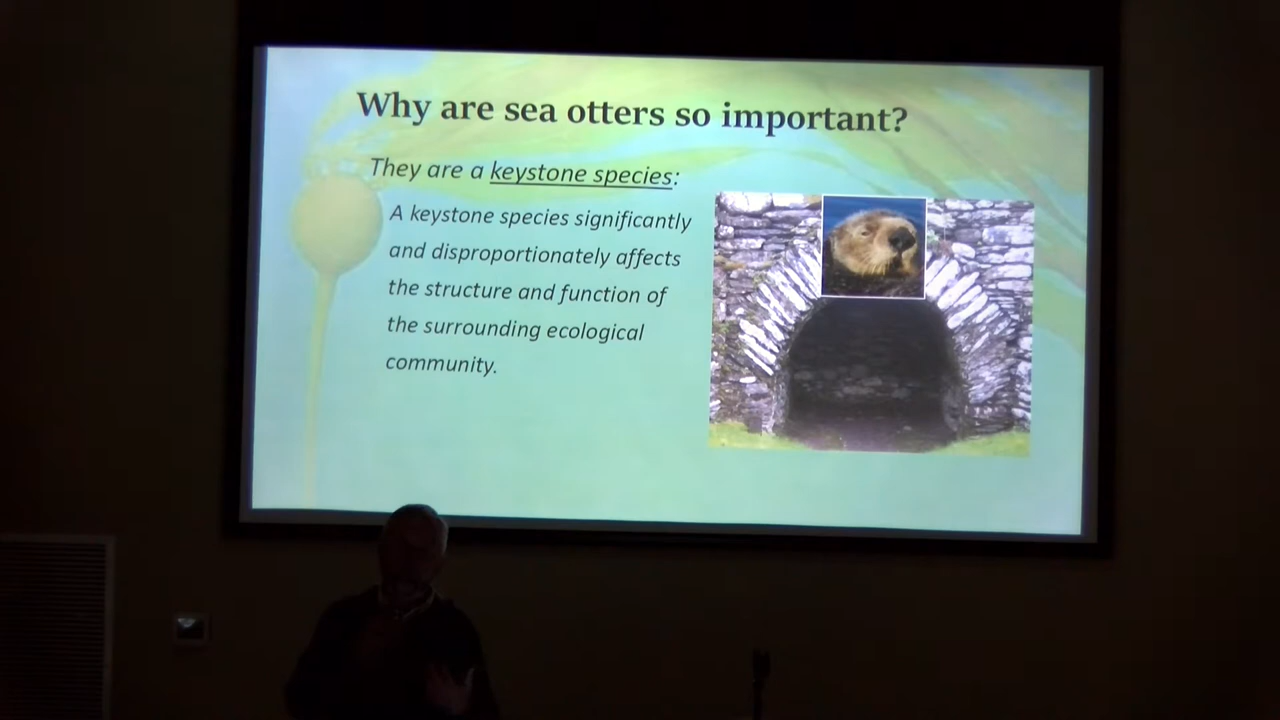 Why are sea otters so important?
They are a keystone species:
A keystone species significantly
and disproportionately affects
the structure and function of
the surrounding ecological
community.